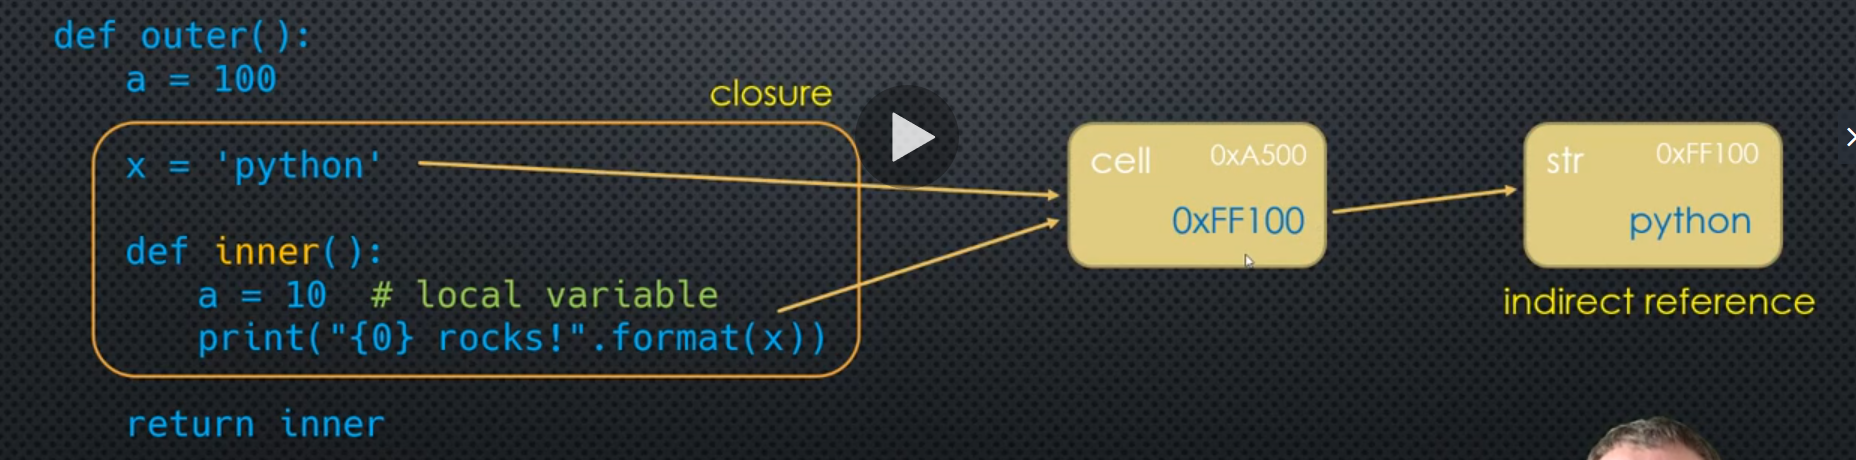 def outer():
a = 100
closure
x = 'python'
def inner():
a = 10 # local variable
print("{0} rocks!".format(x))
return inner
cell 0xA500
0xFF100
str 0xFF100
python
indirect reference